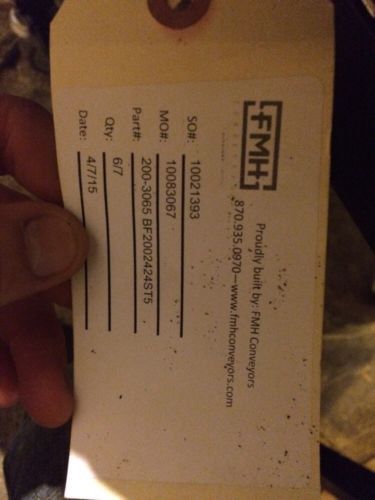 FMH
Proudly built by: FMH Conveyors
870.935.0970 – www.fmhconveyors.com
SO#: 10021393
MO#: 10083067
Part#: 200-3065 BF2002424ST5
Qty: 6/7
Date: 4/7/15